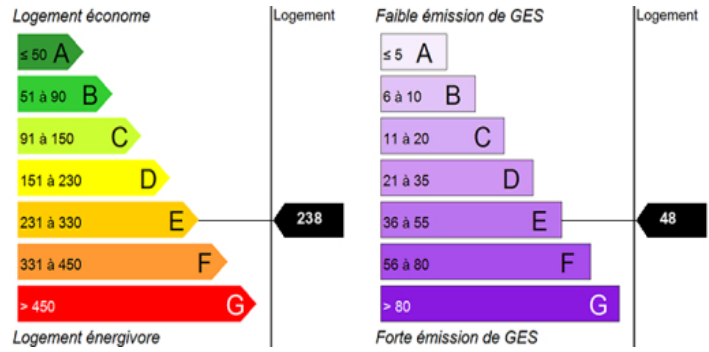 Logement économe
Logement
≤ 50 A
51 à 90 B
91 à 150 C
151 à 230 D
231 à 330 E
238
331 à 450 F
> 450 G
Logement énergivore
Faible émission de GES
Logement
≤ 5 A
6 à 10 B
11 à 20 C
21 à 35 D
36 à 55 E
48
56 à 80 F
> 80 G
Forte émission de GES